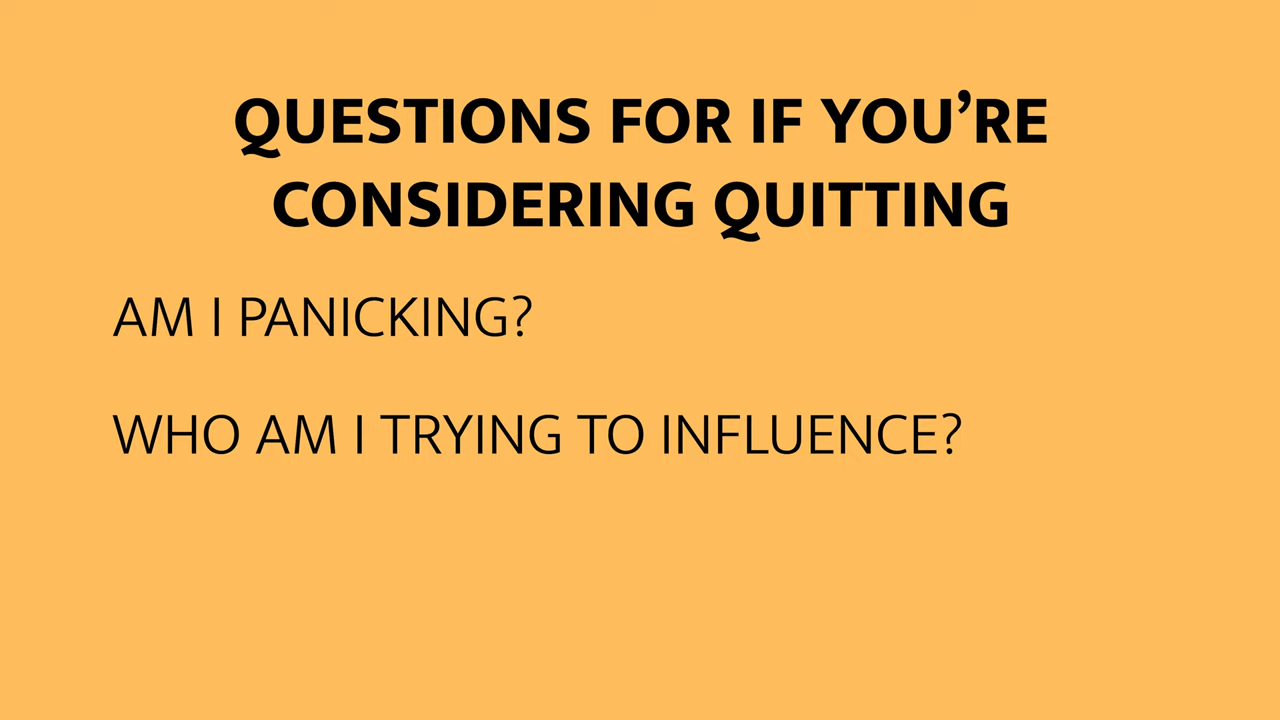 QUESTIONS FOR IF YOU’RE
CONSIDERING QUITTING
AM I PANICKING?
WHO AM I TRYING TO INFLUENCE?